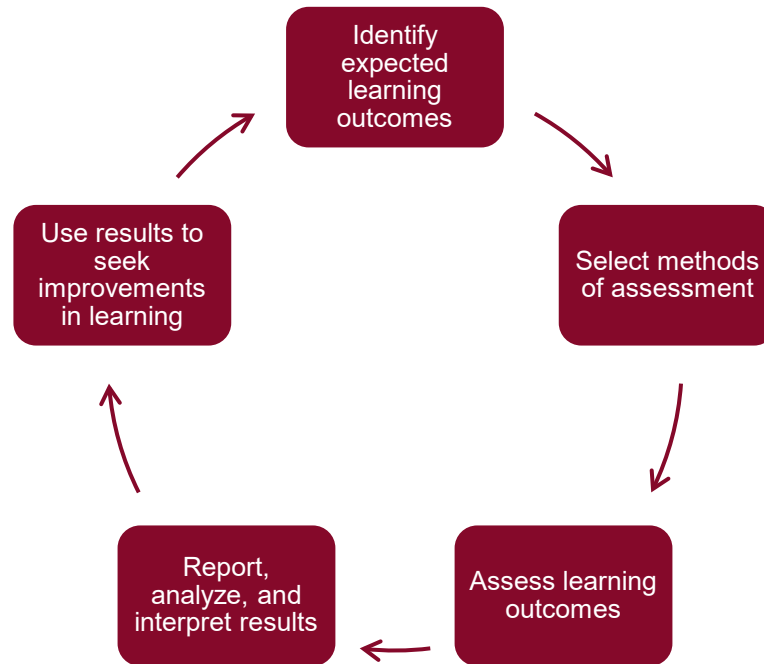 Identify
expected
learning
outcomes
Select methods
of assessment
Assess learning
outcomes
Report,
analyze, and
interpret results
Use results to
seek
improvements
in learning